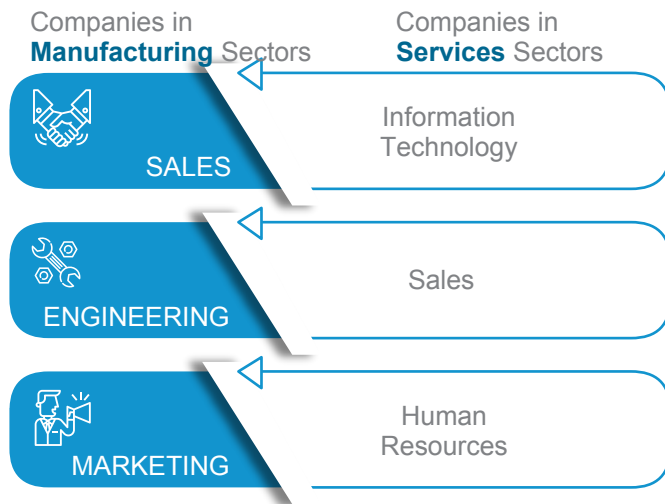 Companies in
Manufacturing Sectors
Companies in
Services Sectors
SALES
Information
Technology
ENGINEERING
Sales
MARKETING
Human
Resources